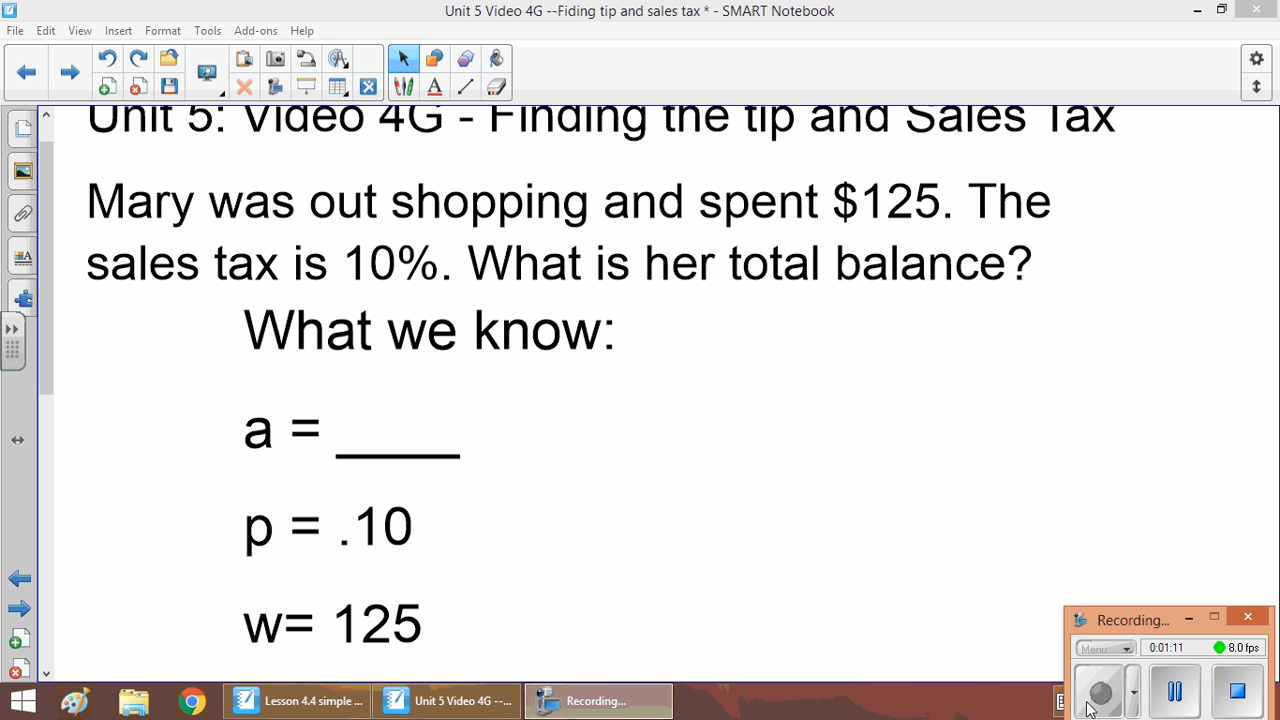 Unit 5 Video 4G --Fiding tip and sales tax * - SMART Notebook
File Edit View Insert Format Tools Add-ons Help
Unit 5: Video 4G - Finding the tip and Sales Tax
Mary was out shopping and spent $125. The
sales tax is 10%. What is her total balance?
What we know:
a = ____
p = .10
w= 125
Recording...
Menu 0:01:11 8.0 fps
Lesson 4.4 simple ... Unit 5 Video 4G --... Recording...